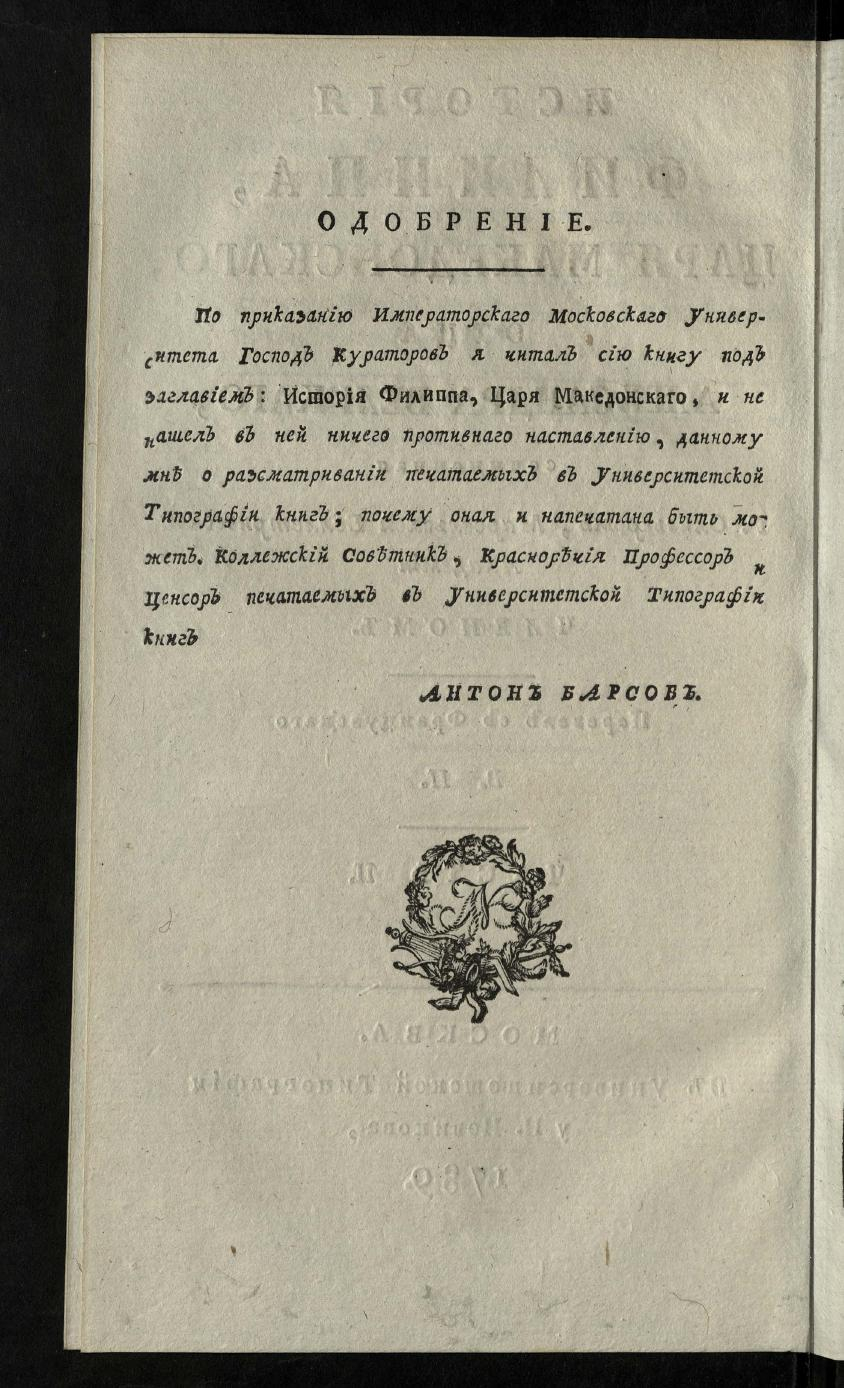 ОДОБРЕНІЕ.
По приказанію Императорскаго Московскаго Универ-
ситета Господъ Кураторовъ я читалъ сію книгу подъ
заглавіемъ: Исторія Филиппа, Царя Македонскаго, и не
нашелъ въ ней ничего противнаго наставленію, данному
мнѣ о разсматриваніи печатаемыхъ въ Университетской
Типографіи книгъ; почему оная и напечатана быть мо-
жетъ. Коллежскій Совѣтникъ, Краснорѣчія Профессоръ и
Ценсоръ печатаемыхъ въ Университетской Типографіи
книгъ
АНТОНЪ БАРСОВЪ.